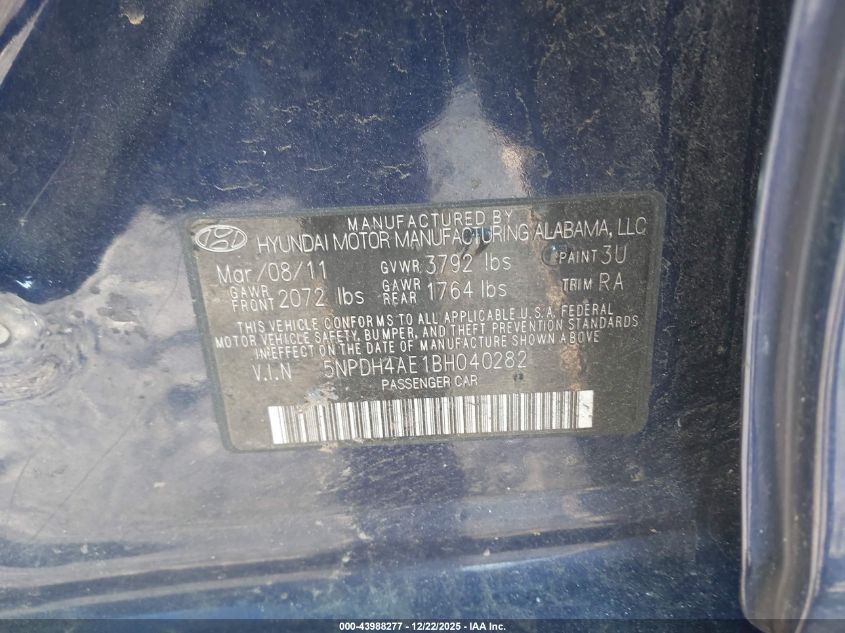 MANUFACTURED BY
HYUNDAI MOTOR MANUFACTURING ALABAMA, LLC
Mar/08/11 GVWR 3792 lbs PAINT 3U
GAWR FRONT 2072 lbs GAWR REAR 1764 lbs TRIM RA
THIS VEHICLE CONFORMS TO ALL APPLICABLE U.S.A. FEDERAL
MOTOR VEHICLE SAFETY, BUMPER, AND THEFT PREVENTION STANDARDS
IN EFFECT ON THE DATE OF MANUFACTURE SHOWN ABOVE
V.I.N 5NPDH4AE1BH040282
PASSENGER CAR
000-43988277 - 12/22/2025 - IAA Inc.